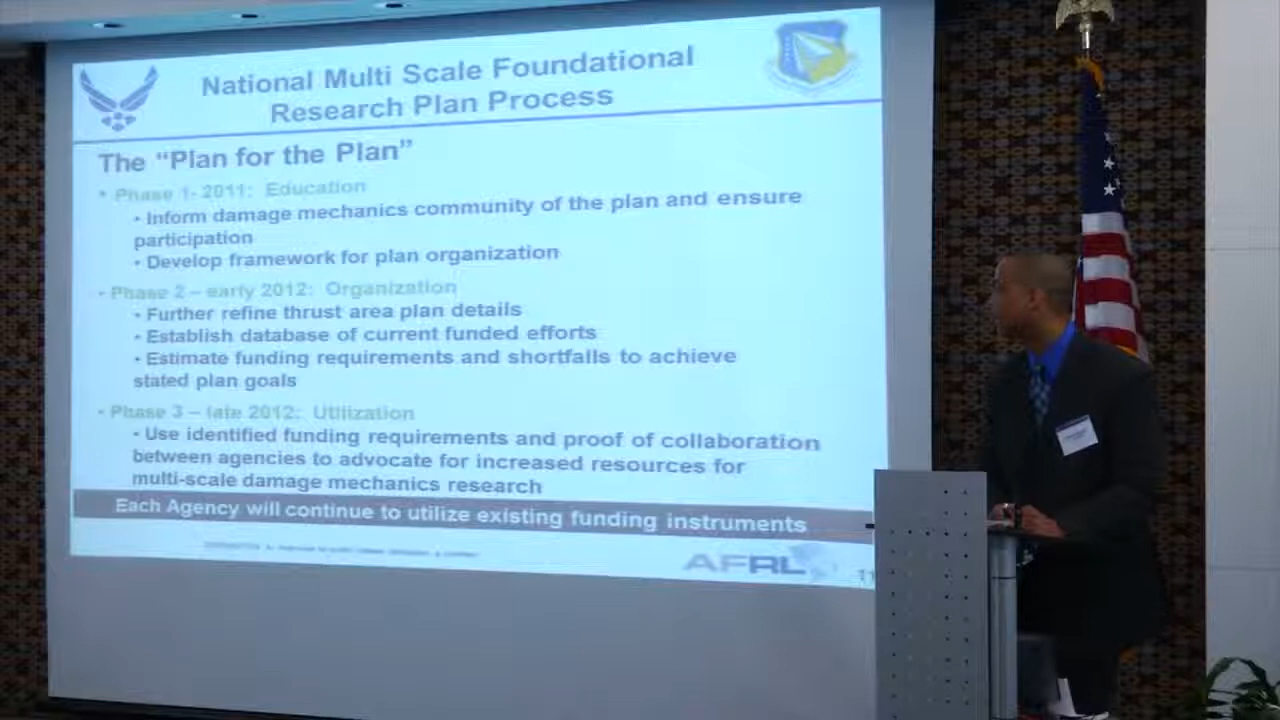 National Multi Scale Foundational
Research Plan Process
The “Plan for the Plan”
• Phase 1- 2011: Education
• Inform damage mechanics community of the plan and ensure
participation
• Develop framework for plan organization
• Phase 2 – early 2012: Organization
• Further refine thrust area plan details
• Establish database of current funded efforts
• Estimate funding requirements and shortfalls to achieve
stated plan goals
• Phase 3 – late 2012: Utilization
• Use identified funding requirements and proof of collaboration
between agencies to advocate for increased resources for
multi-scale damage mechanics research
Each Agency will continue to utilize existing funding instruments
AFRL
11